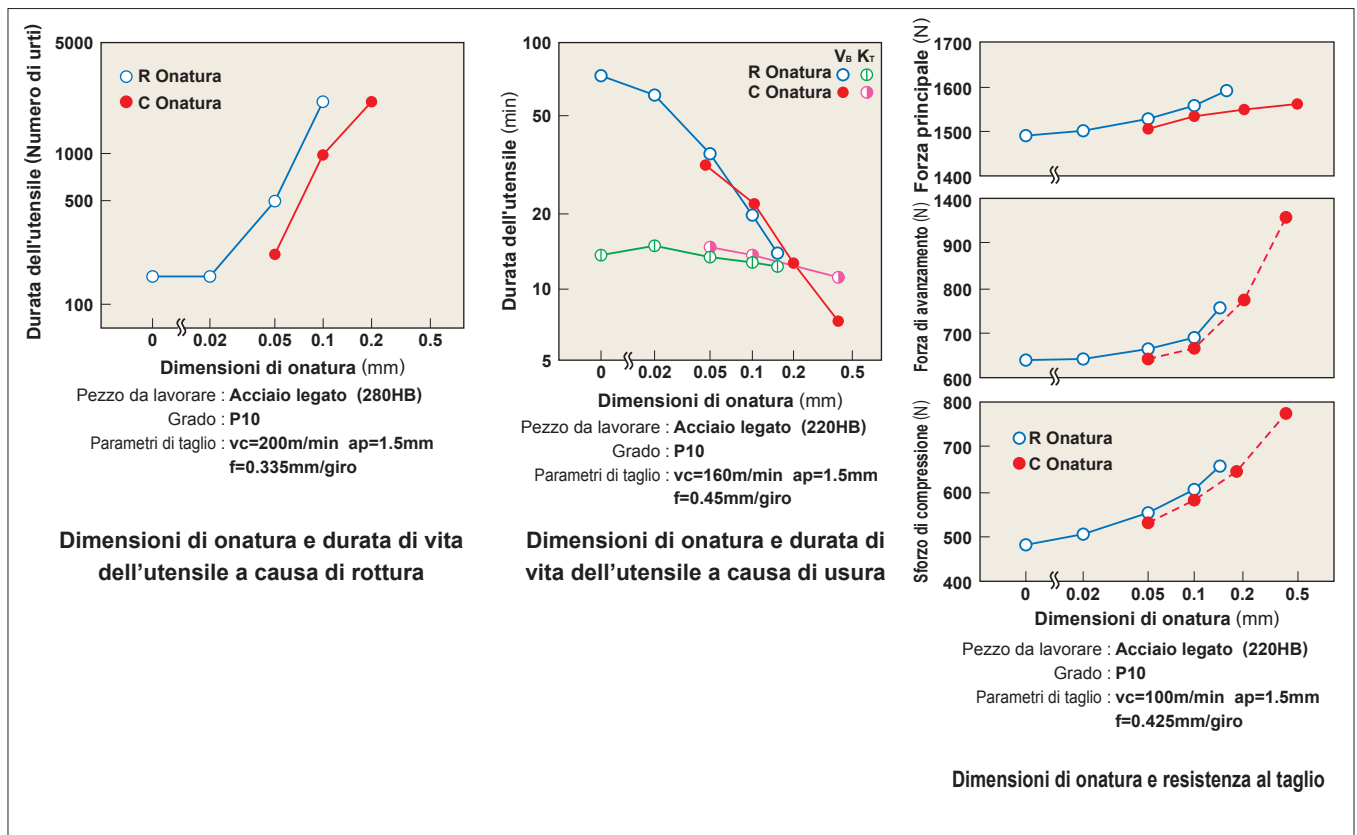 5000
1000
500
100
Durata dell'utensile (Numero di urti)
R Onatura
C Onatura
0 0.02 0.05 0.1 0.2 0.5
Dimensioni di onatura (mm)
Pezzo da lavorare : Acciaio legato (280HB)
Grado : P10
Parametri di taglio : vc=200m/min ap=1.5mm
f=0.335mm/giro
Dimensioni di onatura e durata di vita
dell'utensile a causa di rottura
100
50
20
10
5
Durata dell'utensile (min)
VB KT
R Onatura
C Onatura
0 0.02 0.05 0.1 0.2 0.5
Dimensioni di onatura (mm)
Pezzo da lavorare : Acciaio legato (220HB)
Grado : P10
Parametri di taglio : vc=160m/min ap=1.5mm
f=0.45mm/giro
Dimensioni di onatura e durata di
vita dell'utensile a causa di usura
1700
1600
1500
1400
Forza principale (N)
1400
900
800
700
600
Forza di avanzamento (N)
800
700
600
500
400
Sforzo di compressione (N)
R Onatura
C Onatura
0 0.02 0.05 0.1 0.2 0.5
Dimensioni di onatura (mm)
Pezzo da lavorare : Acciaio legato (220HB)
Grado : P10
Parametri di taglio : vc=100m/min ap=1.5mm
f=0.425mm/giro
Dimensioni di onatura e resistenza al taglio